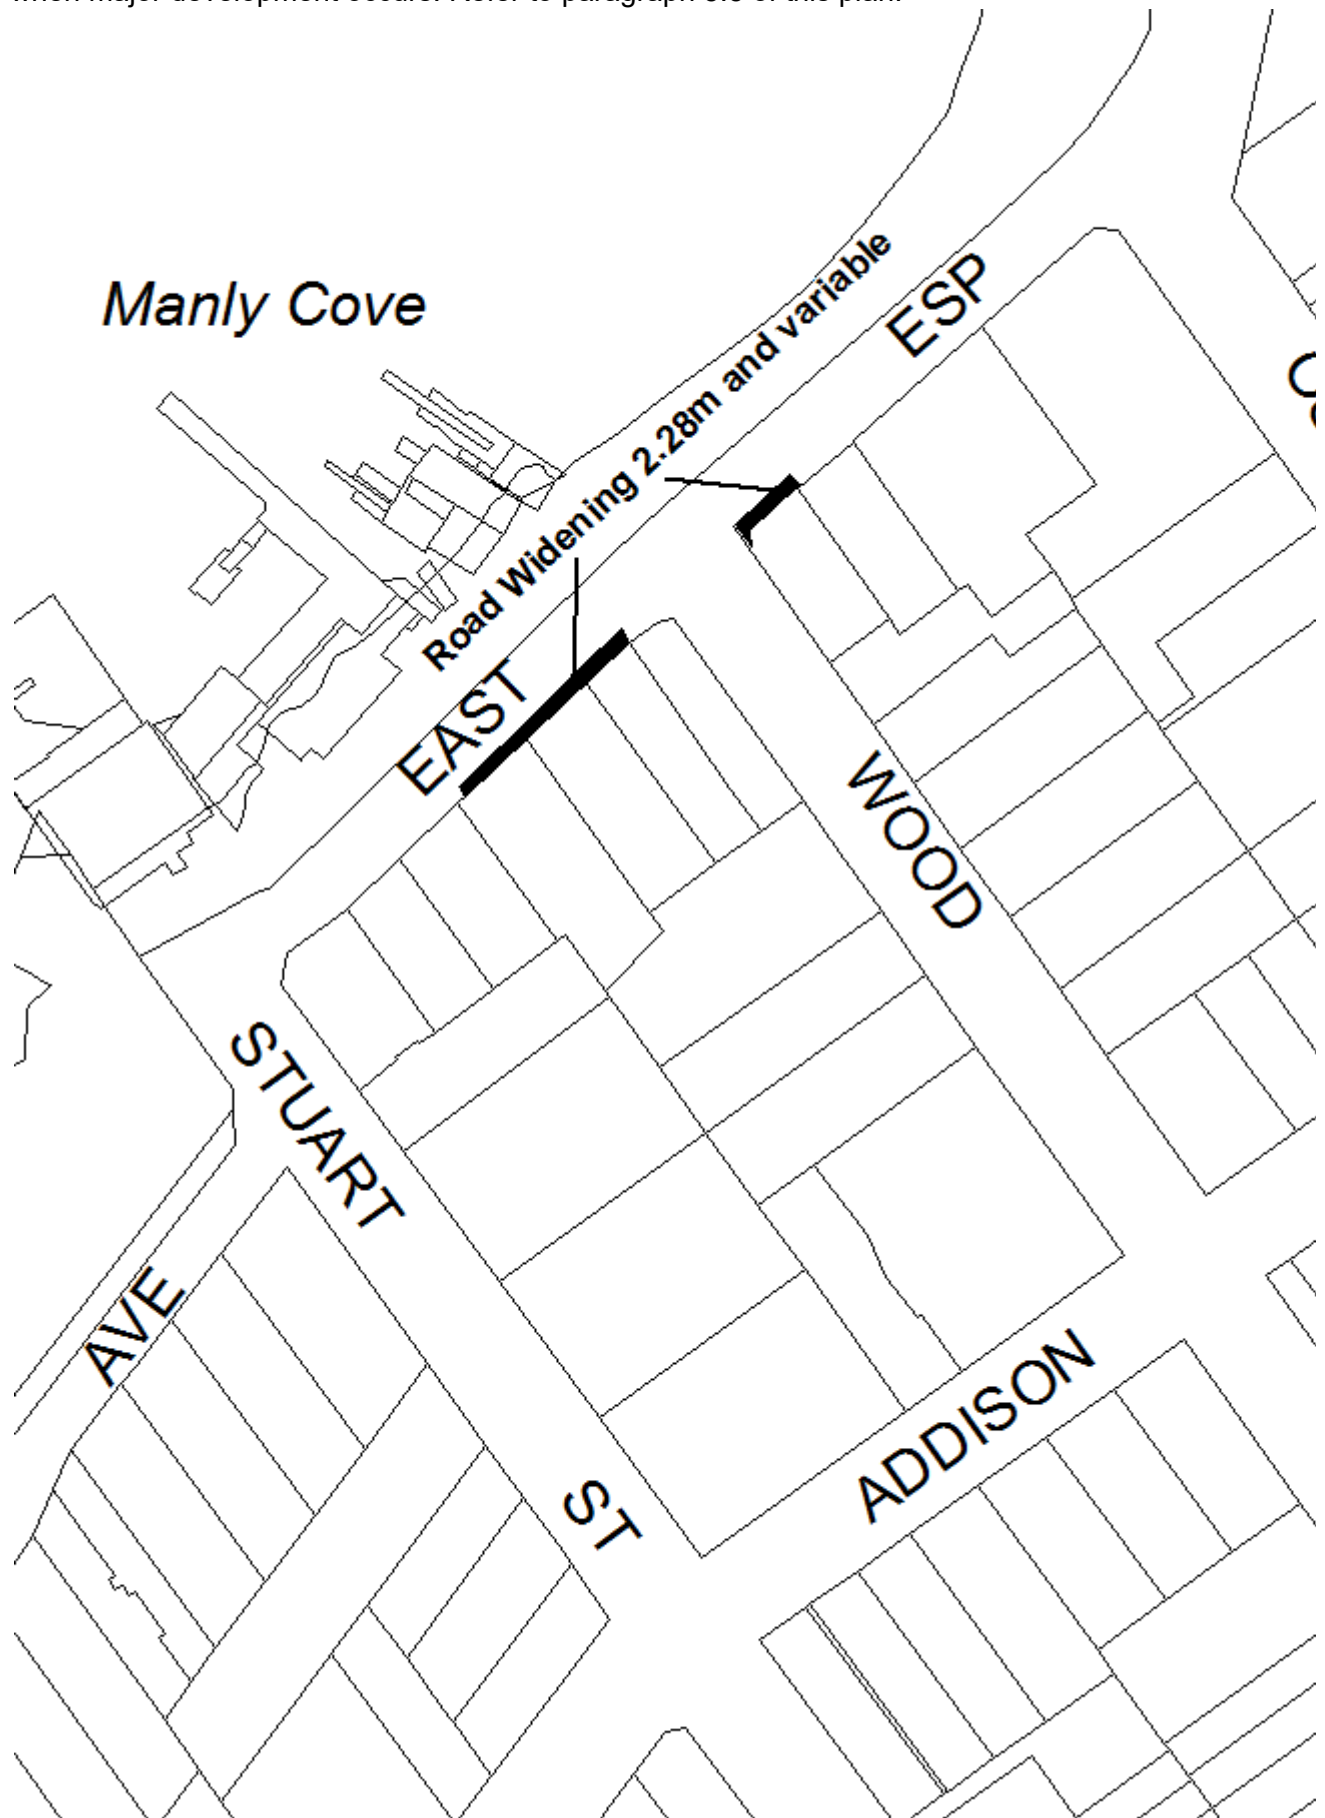 Manly Cove
Road Widening 2.28m and variable
ESP
EAST
WOOD
STUART
AVE
ADDISON
ST